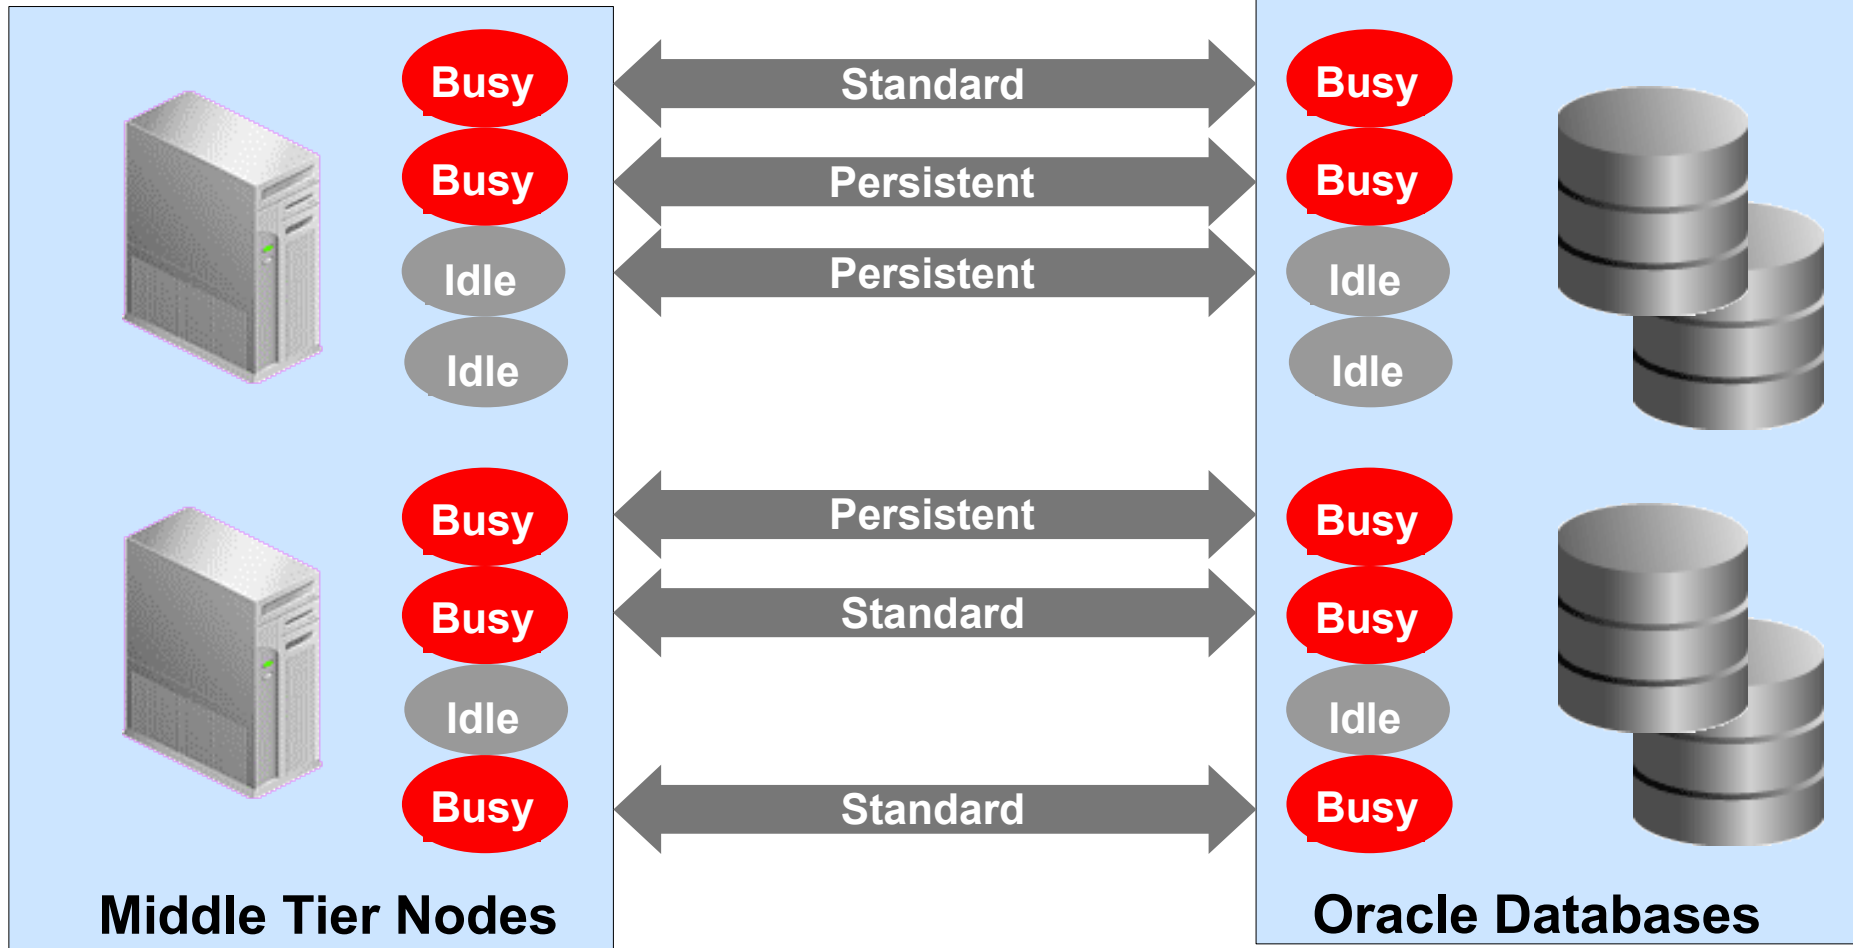 Busy Standard Busy
Busy Persistent Busy
Idle Persistent Idle
Idle Idle
Busy Persistent Busy
Busy Standard Busy
Idle Idle
Busy Standard Busy
Middle Tier Nodes Oracle Databases